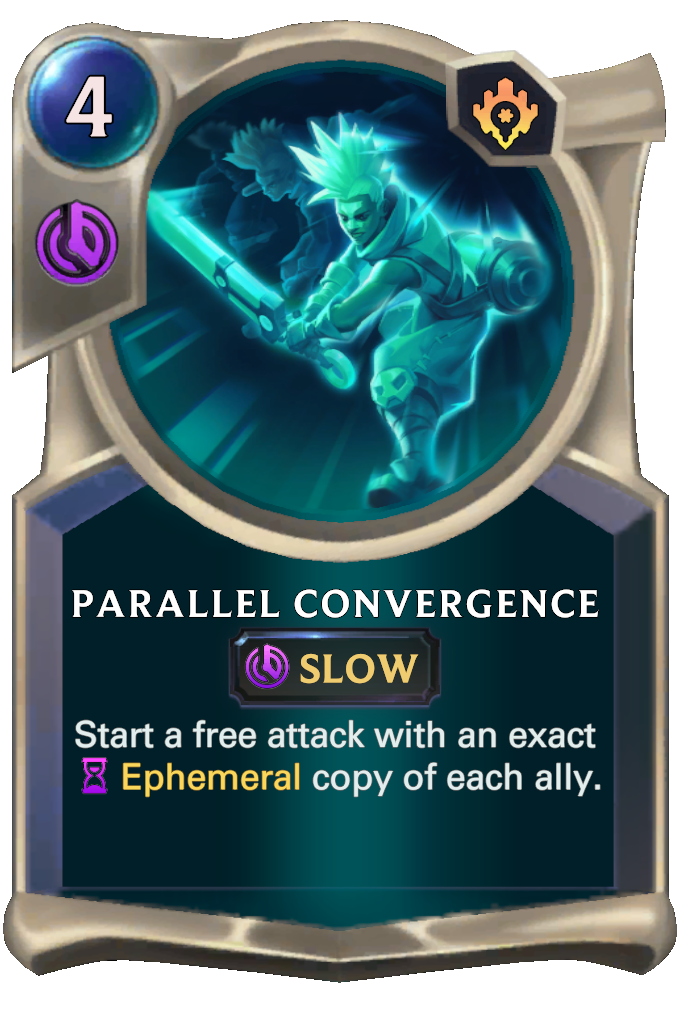 4
PARALLEL CONVERGENCE
SLOW
Start a free attack with an exact
Ephemeral copy of each ally.